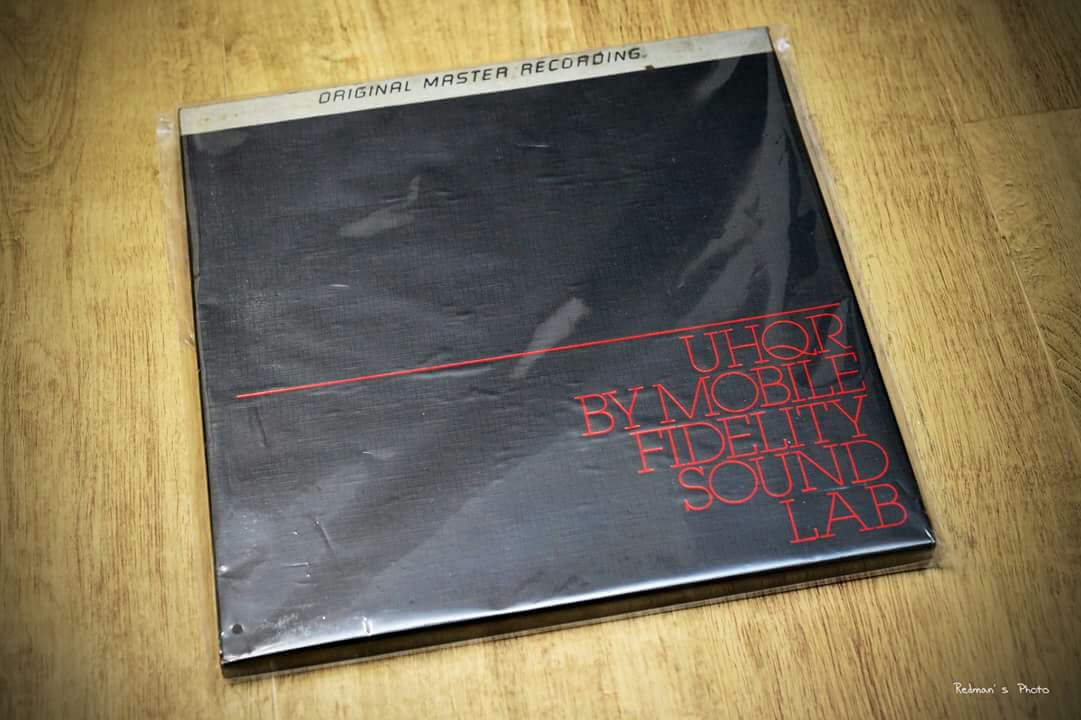 ORIGINAL MASTER RECORDING
UHQR
BY MOBILE
FIDELITY
SOUND
LAB
Redman's Photo